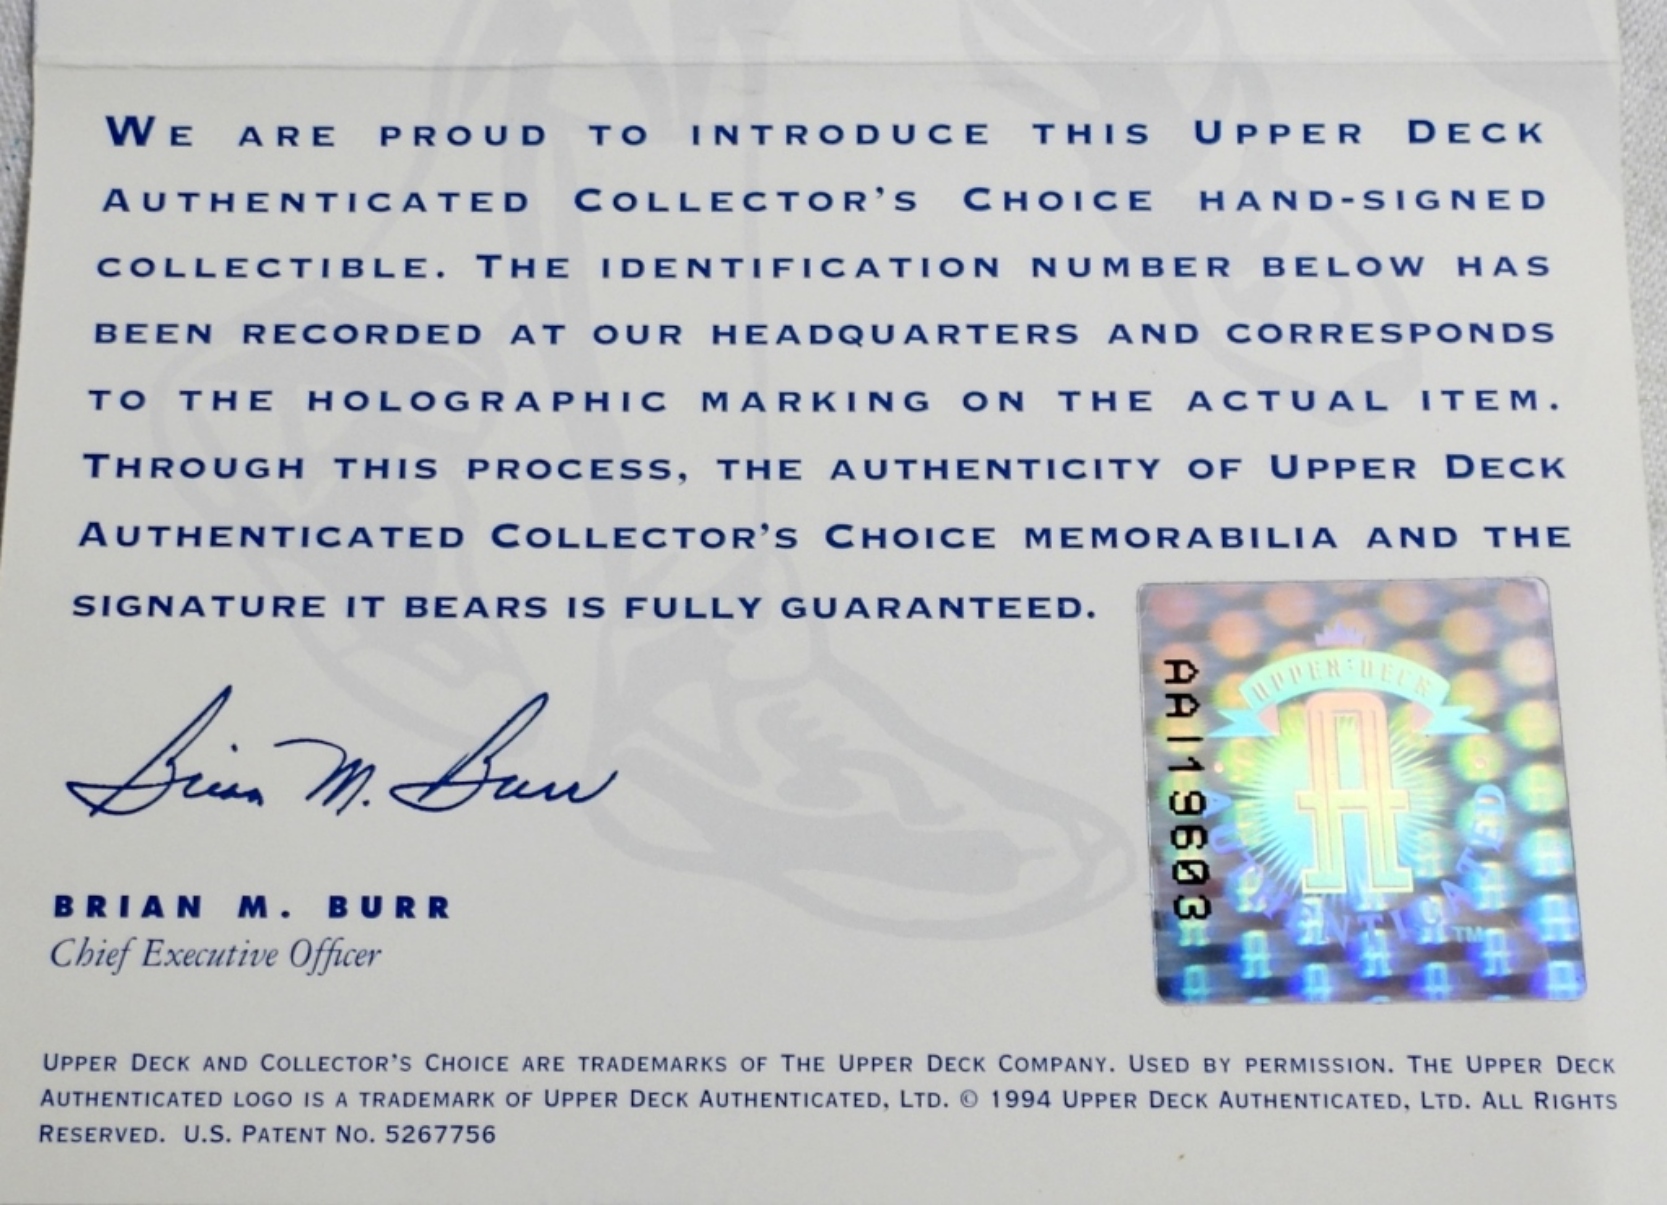 WE ARE PROUD TO INTRODUCE THIS UPPER DECK
AUTHENTICATED COLLECTOR'S CHOICE HAND-SIGNED
COLLECTIBLE. THE IDENTIFICATION NUMBER BELOW HAS
BEEN RECORDED AT OUR HEADQUARTERS AND CORRESPONDS
TO THE HOLOGRAPHIC MARKING ON THE ACTUAL ITEM.
THROUGH THIS PROCESS, THE AUTHENTICITY OF UPPER DECK
AUTHENTICATED COLLECTOR'S CHOICE MEMORABILIA AND THE
SIGNATURE IT BEARS IS FULLY GUARANTEED.
AAI19603
UPPER DECK
A
AUTHENTICATED
TM
Brian M. Burr
BRIAN M. BURR
Chief Executive Officer
UPPER DECK AND COLLECTOR'S CHOICE ARE TRADEMARKS OF THE UPPER DECK COMPANY. USED BY PERMISSION. THE UPPER DECK
AUTHENTICATED LOGO IS A TRADEMARK OF UPPER DECK AUTHENTICATED, LTD. © 1994 UPPER DECK AUTHENTICATED, LTD. ALL RIGHTS
RESERVED. U.S. PATENT NO. 5267756